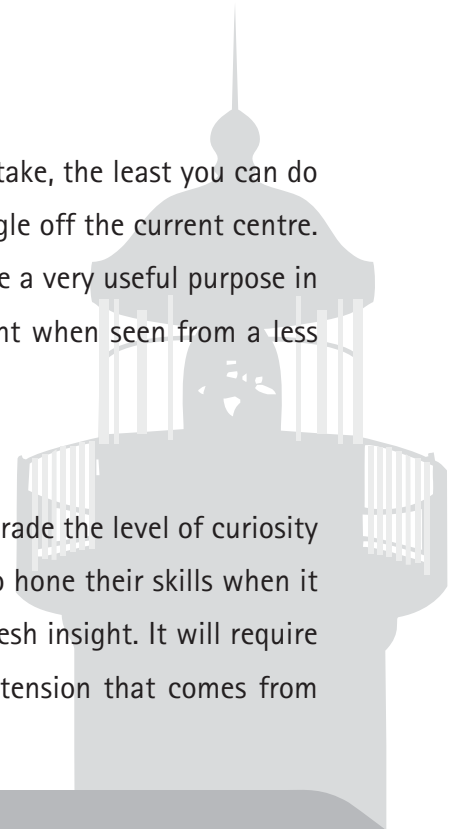 take, the least you can do
gle off the current centre.
e a very useful purpose in
nt when seen from a less
rade the level of curiosity
o hone their skills when it
esh insight. It will require
tension that comes from